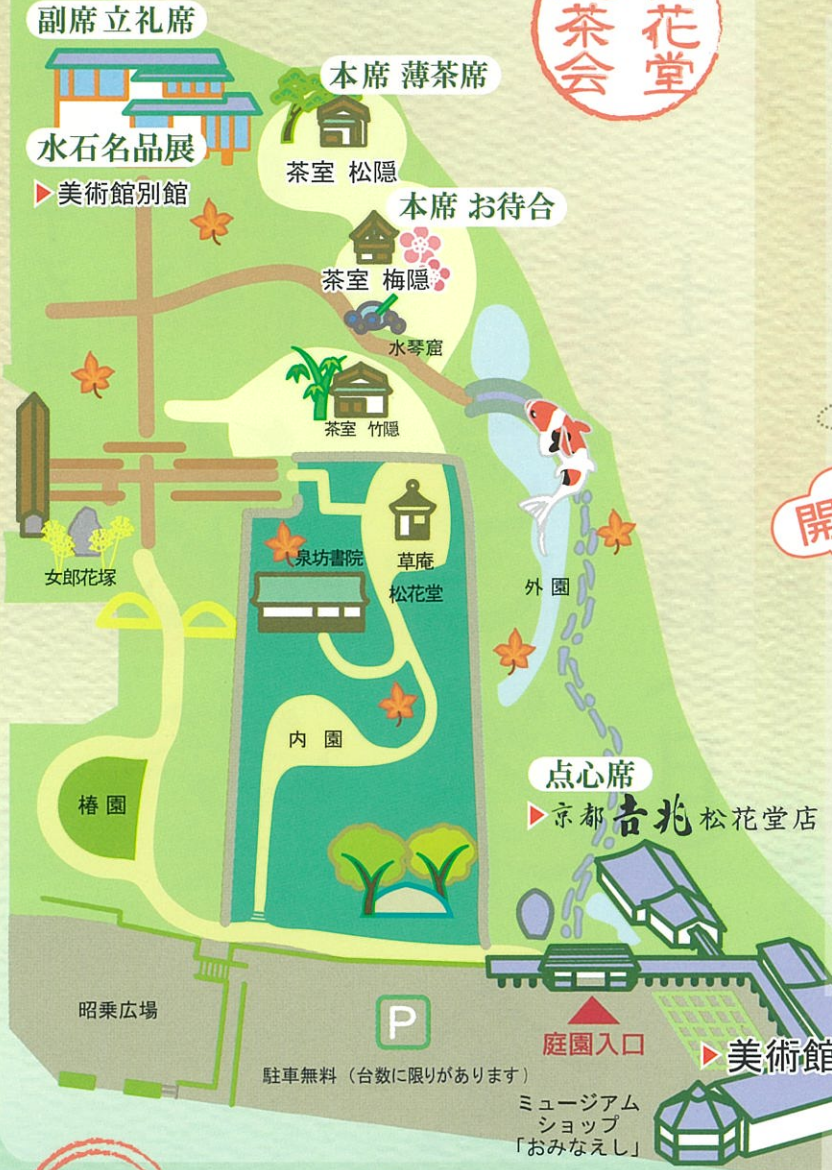 副席 立礼席
花堂
茶会
本席 薄茶席
水石名品展
茶室 松隠
美術館別館
本席 お待合
茶室 梅隠
水琴窟
茶室 竹隠
開
泉坊書院
草庵
松花堂
女郎花塚
外園
内園
点心席
京都 吉兆 松花堂店
椿園
昭乗広場
P
庭園入口
美術館
駐車無料（台数に限りがあります）
ミュージアム
ショップ
「おみなえし」